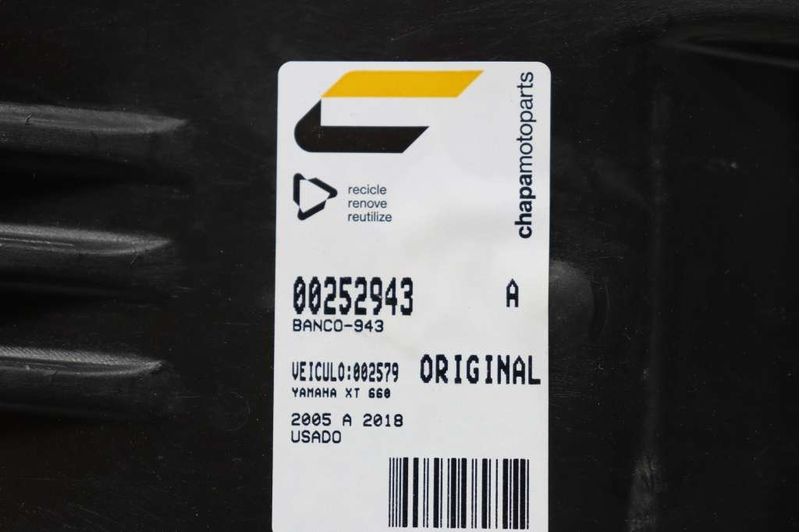 chapamotoparts
recicle
renove
reutilize
00252943 A
BANCO-943
VEICULO:002579 ORIGINAL
YAMAHA XT 660
2005 A 2018
USADO